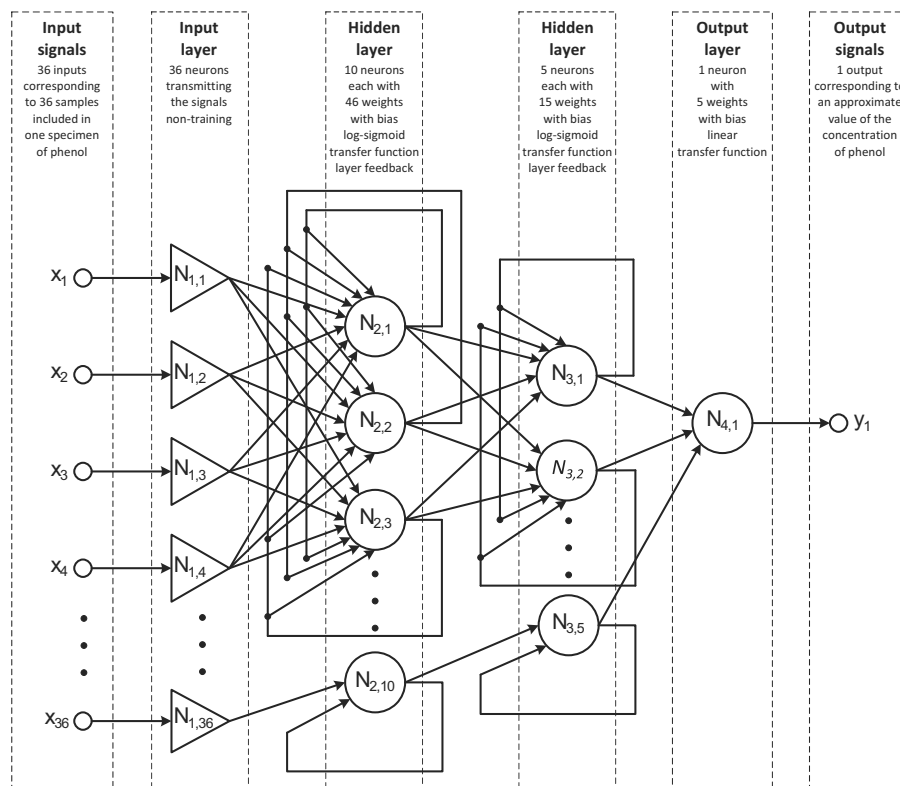 Input
signals
36 inputs
corresponding
to 36 samples
included in
one specimen
of phenol
Input
layer
36 neurons
transmitting
the signals
non-training
Hidden
layer
10 neurons
each with
46 weights
with bias
log-sigmoid
transfer function
layer feedback
Hidden
layer
5 neurons
each with
15 weights
with bias
log-sigmoid
transfer function
layer feedback
Output
layer
1 neuron
with
5 weights
with bias
linear
transfer function
Output
signals
1 output
corresponding to
an approximate
value of the
concentration
of phenol
x1
N1,1
N2,1
N3,1
x2
N1,2
N2,2
N4,1
y1
x3
N1,3
N2,3
N3,2
x4
N1,4
N3,5
N2,10
x36
N1,36